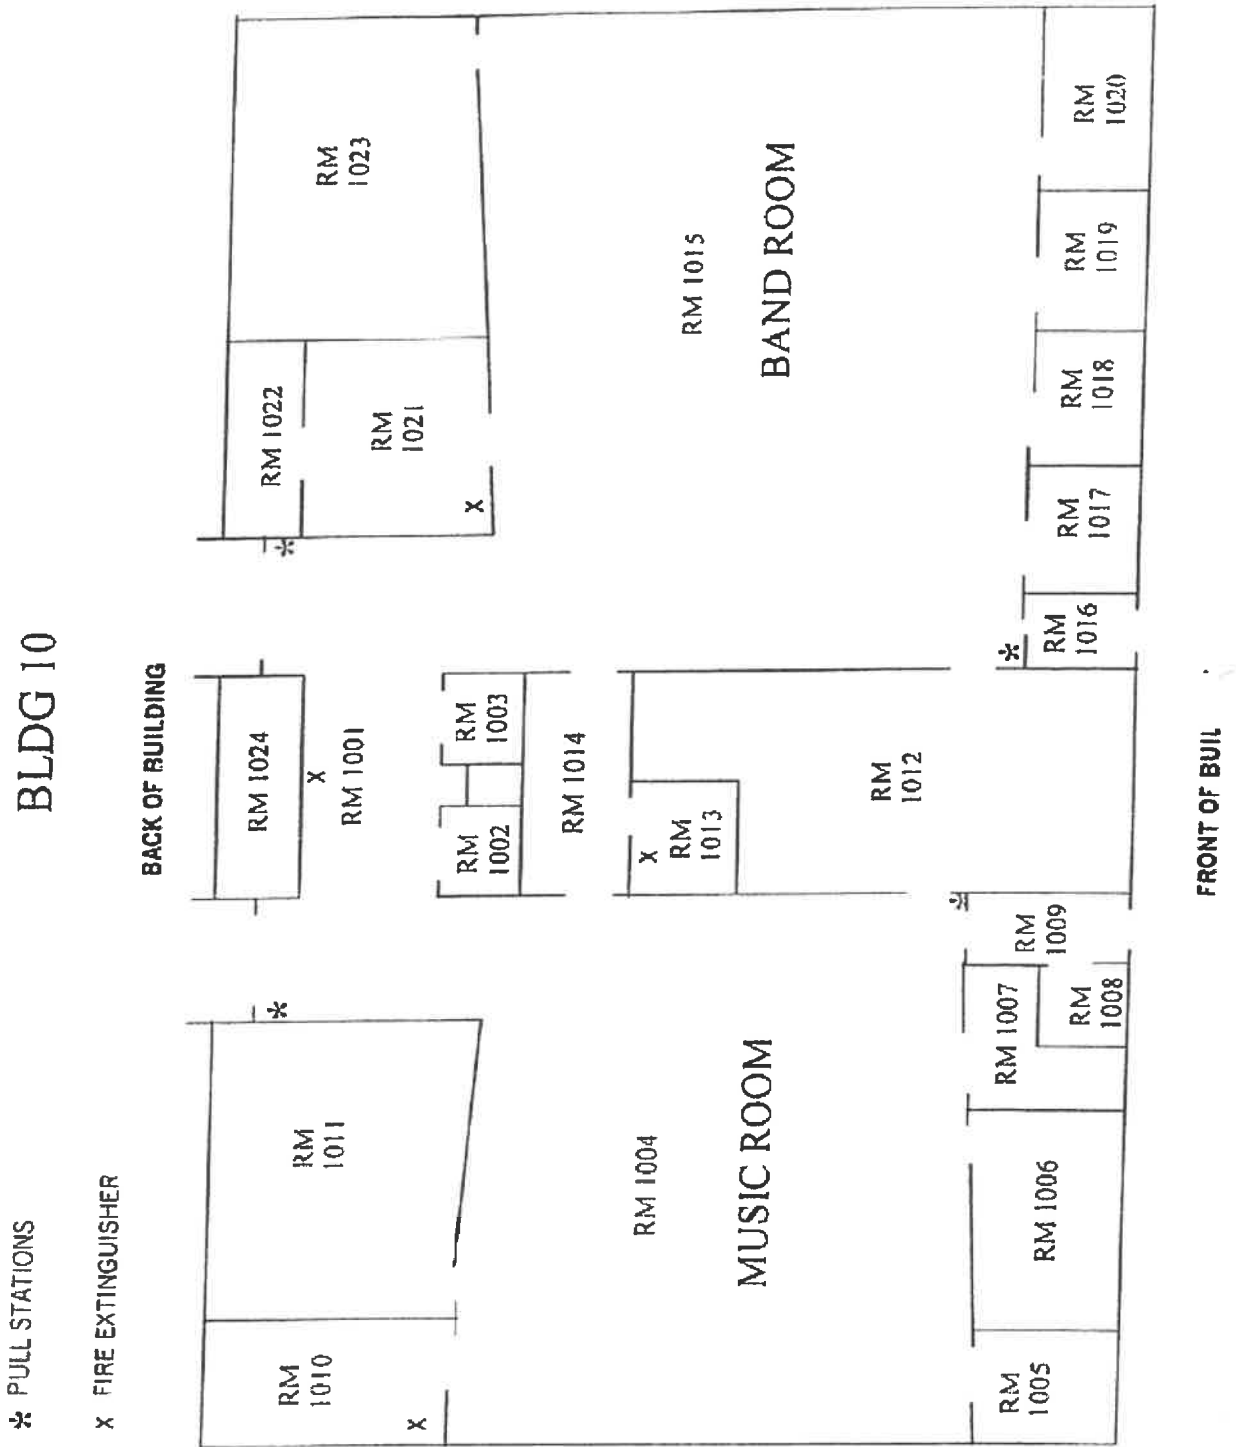 BLDG 10
* PULL STATIONS
x FIRE EXTINGUISHER
BACK OF BUILDING
RM
1010
RM
1011
RM 1024
RM 1022
RM
1023
RM 1001
x
x
*
*
RM
1021
x
RM
1002
RM
1003
RM 1014
RM 1004
MUSIC ROOM
x
RM
1013
RM
1012
RM 1015
BAND ROOM
*
*
RM
1005
RM 1006
RM 1007
RM
1008
RM
1009
RM
1016
RM
1017
RM
1018
RM
1019
RM
1020
FRONT OF BUIL